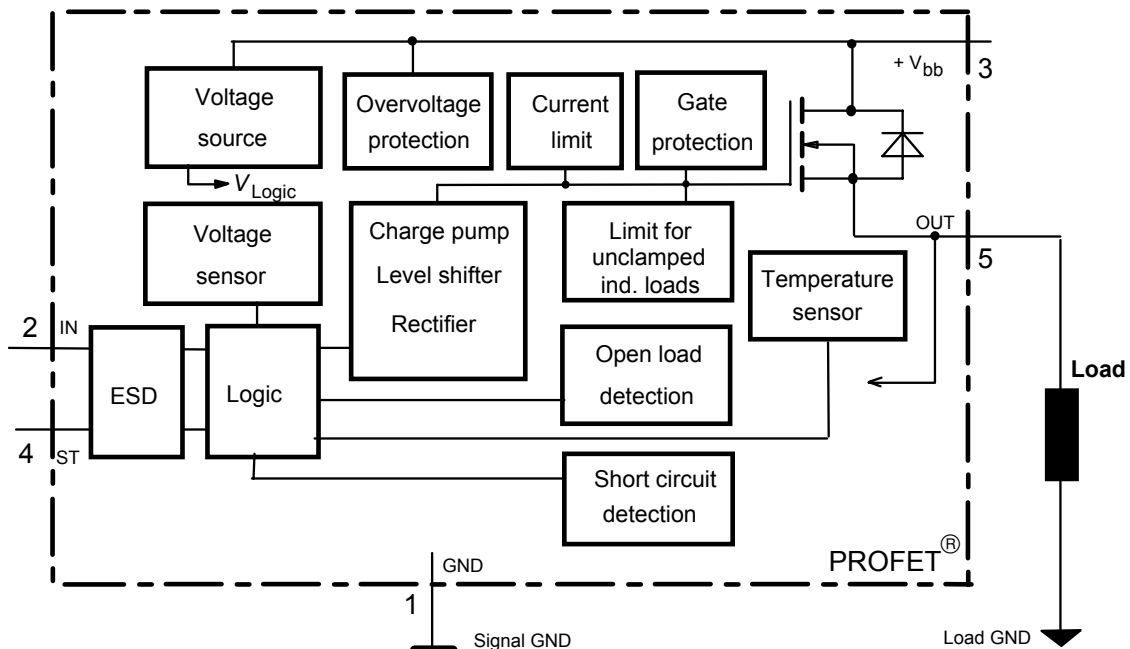 + Vbb
3
Voltage
source
Overvoltage
protection
Current
limit
Gate
protection
VLogic
Voltage
sensor
Charge pump
Level shifter
Rectifier
Limit for
unclamped
ind. loads
OUT
5
Temperature
sensor
2
IN
ESD
Logic
Open load
detection
Load
4
ST
Short circuit
detection
PROFET®
GND
1
Signal GND
Load GND